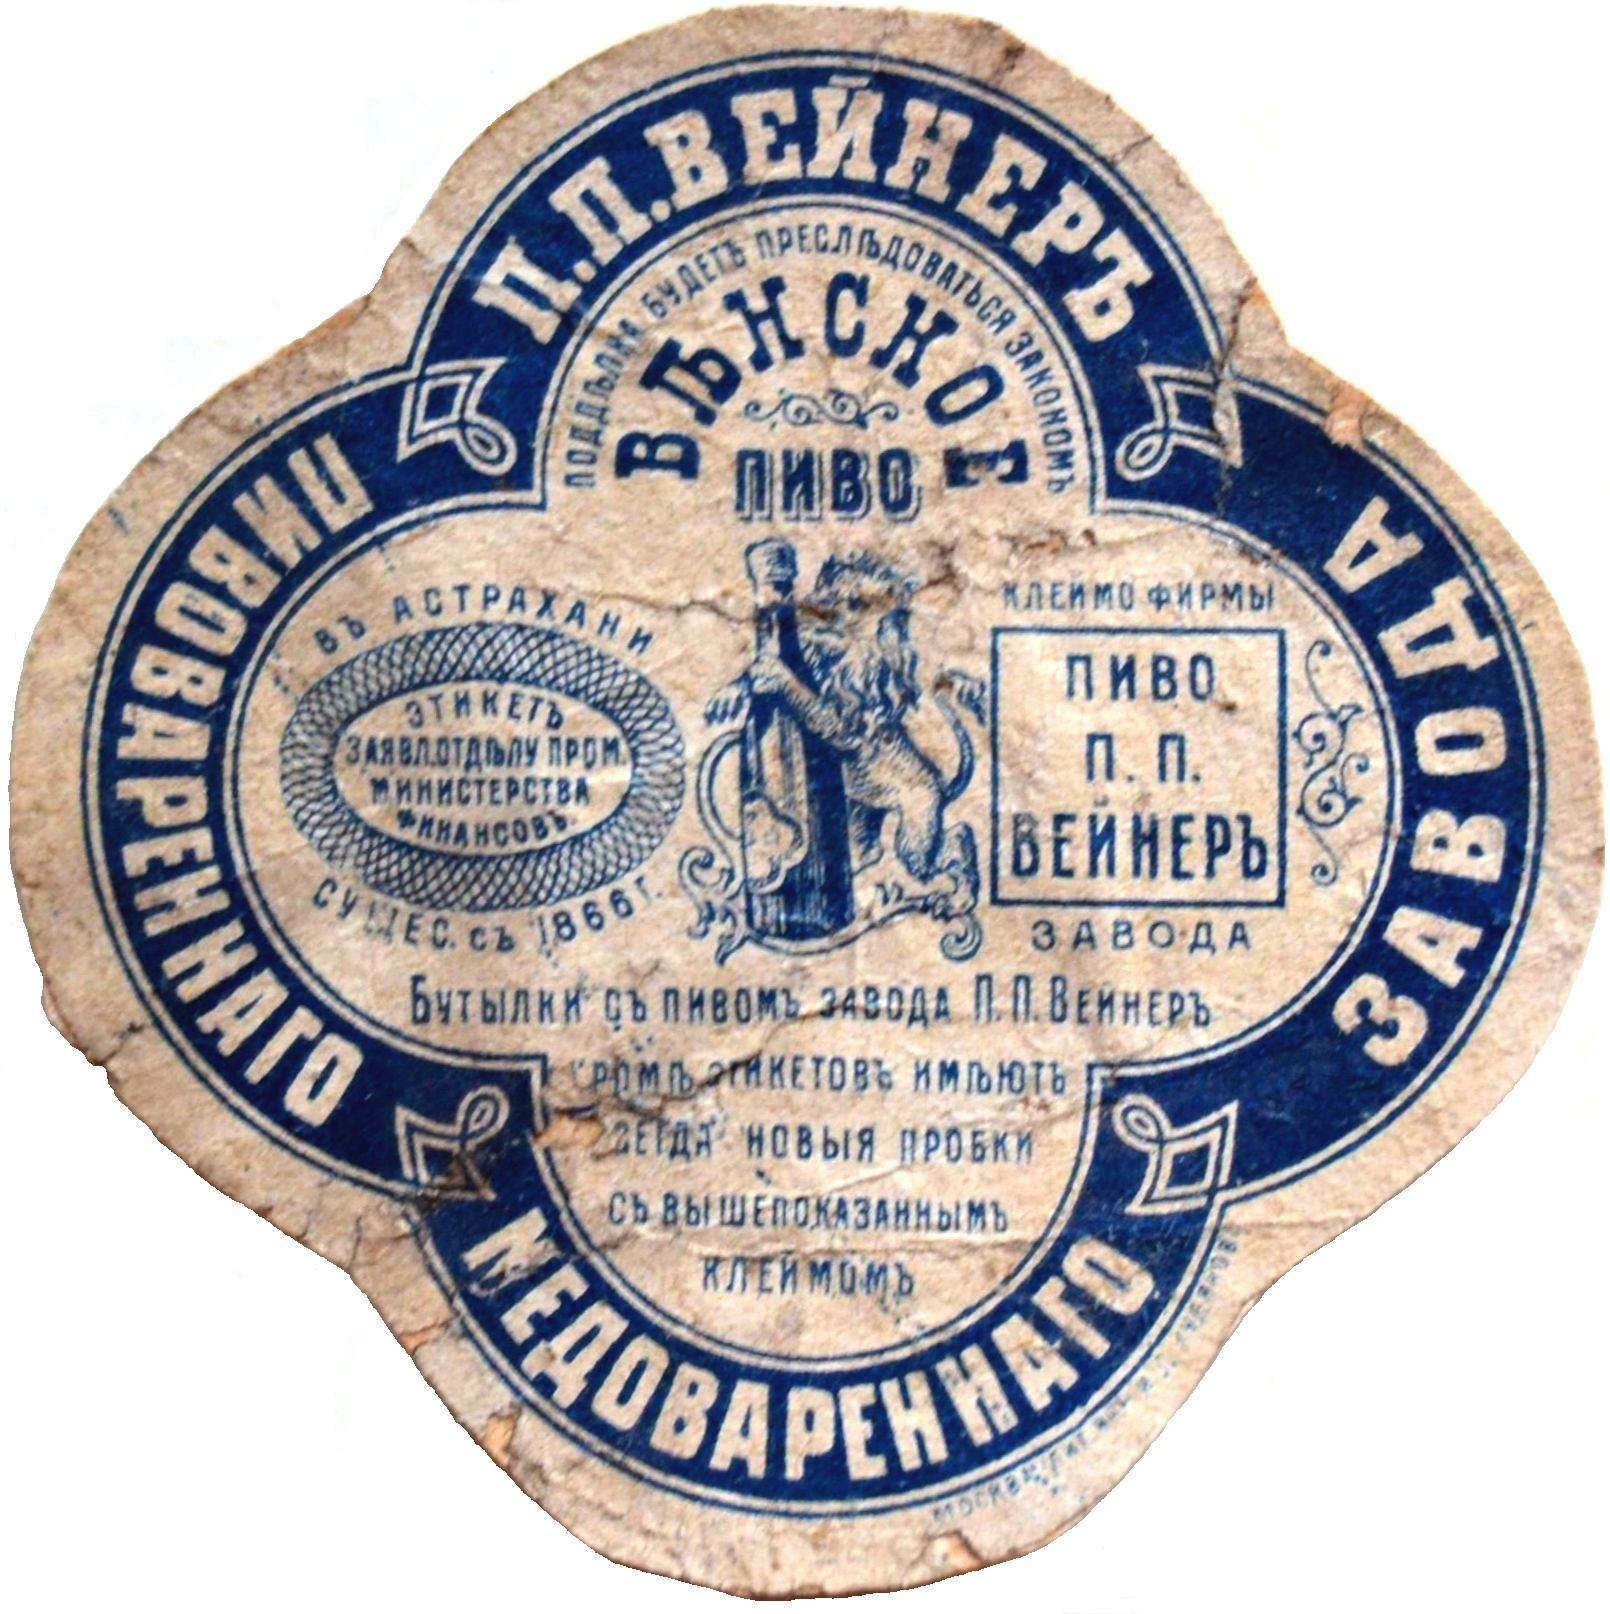 П.П.ВЕЙНЕРЪ
ПИВОВАРЕННАГО
МЕДОВАРЕННАГО
ЗАВОДА
ПОДДѢЛКА БУДЕТЪ ПРЕСЛѢДОВАТЬСЯ ЗАКОНОМЪ
ВѢНСКОЕ
ПИВО
ВЪ АСТРАХАНИ
ЭТИКЕТЪ
ЗАЯВЛ.ОТДѢЛУ ПРОМ.
МИНИСТЕРСТВА
ФИНАНСОВЪ.
СУЩЕС. СЪ 1866 Г.
КЛЕЙМО ФИРМЫ
ПИВО
П. П.
ВЕЙНЕРЪ
ЗАВОДА
БУТЫЛКИ СЪ ПИВОМЪ ЗАВОДА П.П.ВЕЙНЕРЪ
КРОМѢ ЭТИКЕТОВЪ ИМѢЮТЪ
ВСЕГДА НОВЫЯ ПРОБКИ
СЪ ВЫШЕПОКАЗАННЫМЪ
КЛЕЙМОМЪ
МОСКВА